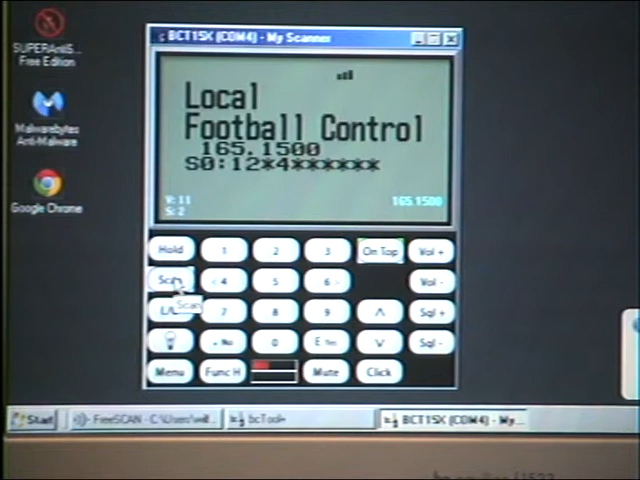 SUPERAntiS...
Free Edition
Malwarebytes
Anti-Malware
Google Chrome
BCT15X (COM4) - My Scanner
Local
Football Control
165.1500
S0:12*4******
V:11
S:2
165.1500
Hold 1 2 3 On Top Vol +
Scan < 4 5 6 > Vol -
Scan
L/L 7 8 9 ^ Sql +
. No 0 E Yes v Sql -
Menu Func H Mute Click
Start FreeSCAN - C:\Users\ bcTool BCT15X (COM4) - My...